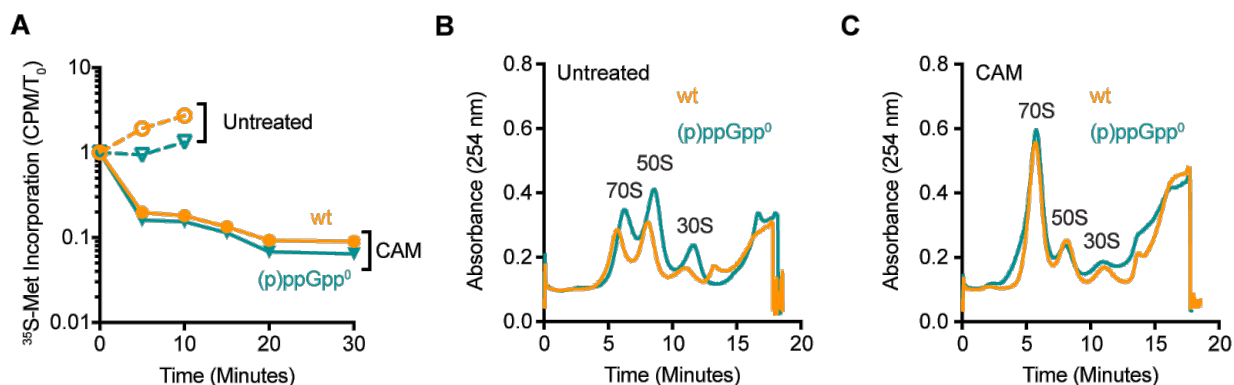 A
³⁵S-Met Incorporation (CPM/T₀)
10
1
0.1
0.01
Untreated
wt
CAM
(p)ppGpp⁰
0 10 20 30
Time (Minutes)
B
Absorbance (254 nm)
0.8
0.6
0.4
0.2
0.0
Untreated
wt
(p)ppGpp⁰
50S
70S
30S
0 5 10 15 20
Time (Minutes)
C
Absorbance (254 nm)
0.8
0.6
0.4
0.2
0.0
CAM
70S
wt
(p)ppGpp⁰
50S
30S
0 5 10 15 20
Time (Minutes)